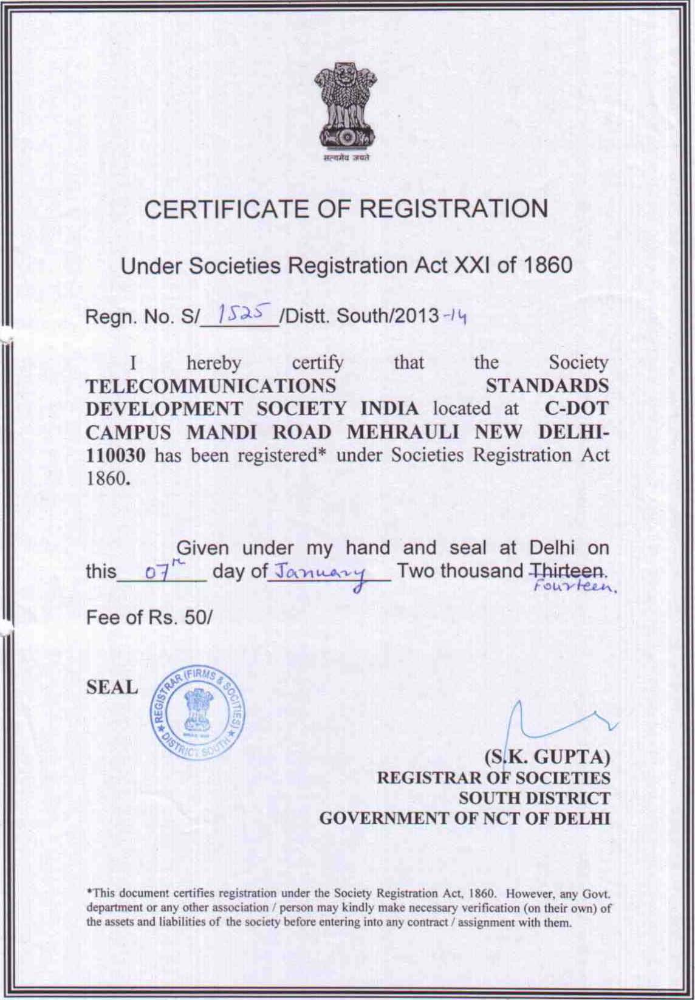 सत्यमेव जयते
CERTIFICATE OF REGISTRATION
Under Societies Registration Act XXI of 1860
Regn. No. S/ 1525 /Distt. South/2013-14
I hereby certify that the Society
TELECOMMUNICATIONS STANDARDS
DEVELOPMENT SOCIETY INDIA located at C-DOT
CAMPUS MANDI ROAD MEHRAULI NEW DELHI-
110030 has been registered* under Societies Registration Act
1860.
Given under my hand and seal at Delhi on
this 07th day of January Two thousand Thirteen.
Fourteen.
Fee of Rs. 50/
SEAL
REGISTRAR (FIRMS & SOCITIES)
DISTRICT SOUTH
(S.K. GUPTA)
REGISTRAR OF SOCIETIES
SOUTH DISTRICT
GOVERNMENT OF NCT OF DELHI
*This document certifies registration under the Society Registration Act, 1860. However, any Govt.
department or any other association / person may kindly make necessary verification (on their own) of
the assets and liabilities of the society before entering into any contract / assignment with them.